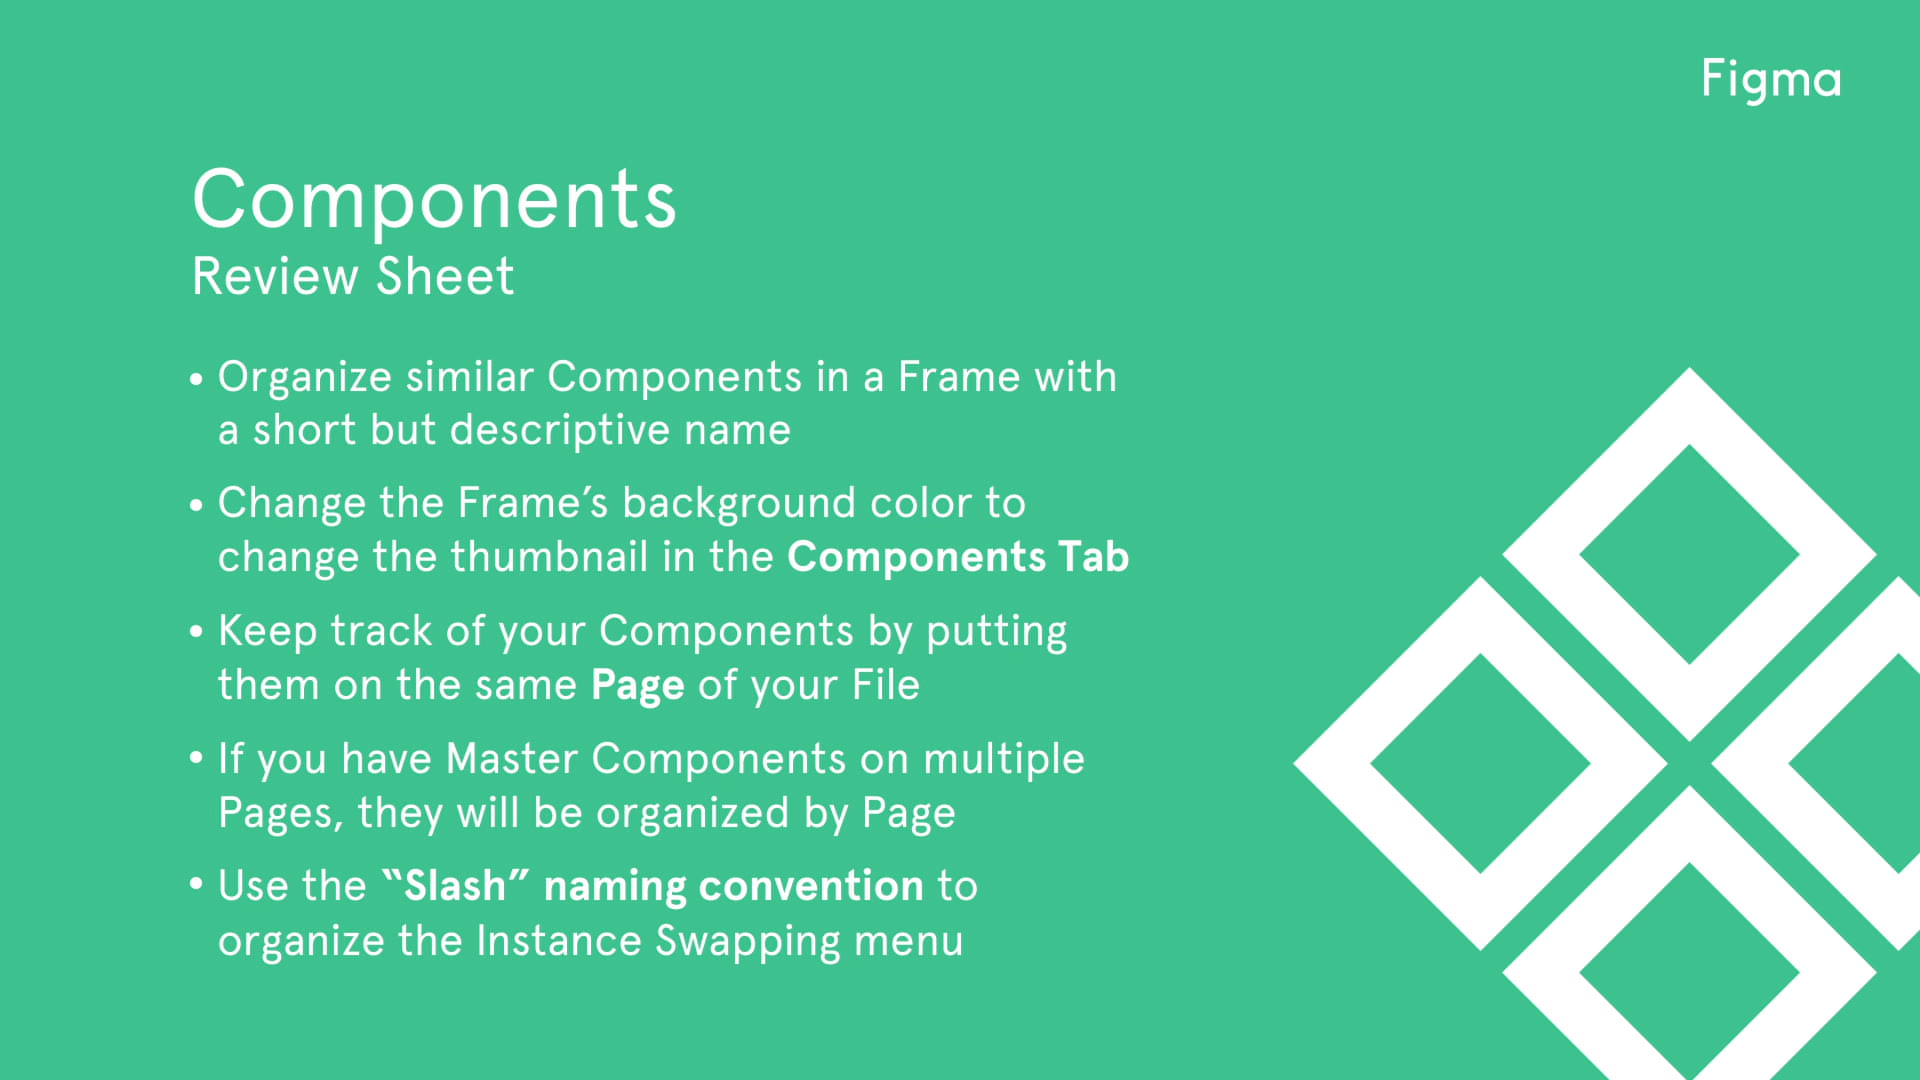 Figma
Components
Review Sheet
• Organize similar Components in a Frame with
a short but descriptive name
• Change the Frame’s background color to
change the thumbnail in the Components Tab
• Keep track of your Components by putting
them on the same Page of your File
• If you have Master Components on multiple
Pages, they will be organized by Page
• Use the “Slash” naming convention to
organize the Instance Swapping menu